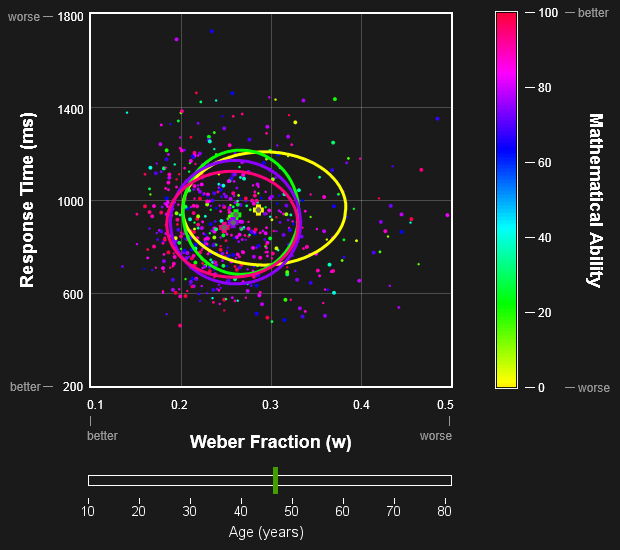 worse
1800
1400
1000
600
200
better
Response Time (ms)
0.1
0.2
0.3
0.4
0.5
better
worse
Weber Fraction (w)
100
80
60
40
20
0
better
worse
Mathematical Ability
10
20
30
40
50
60
70
80
Age (years)